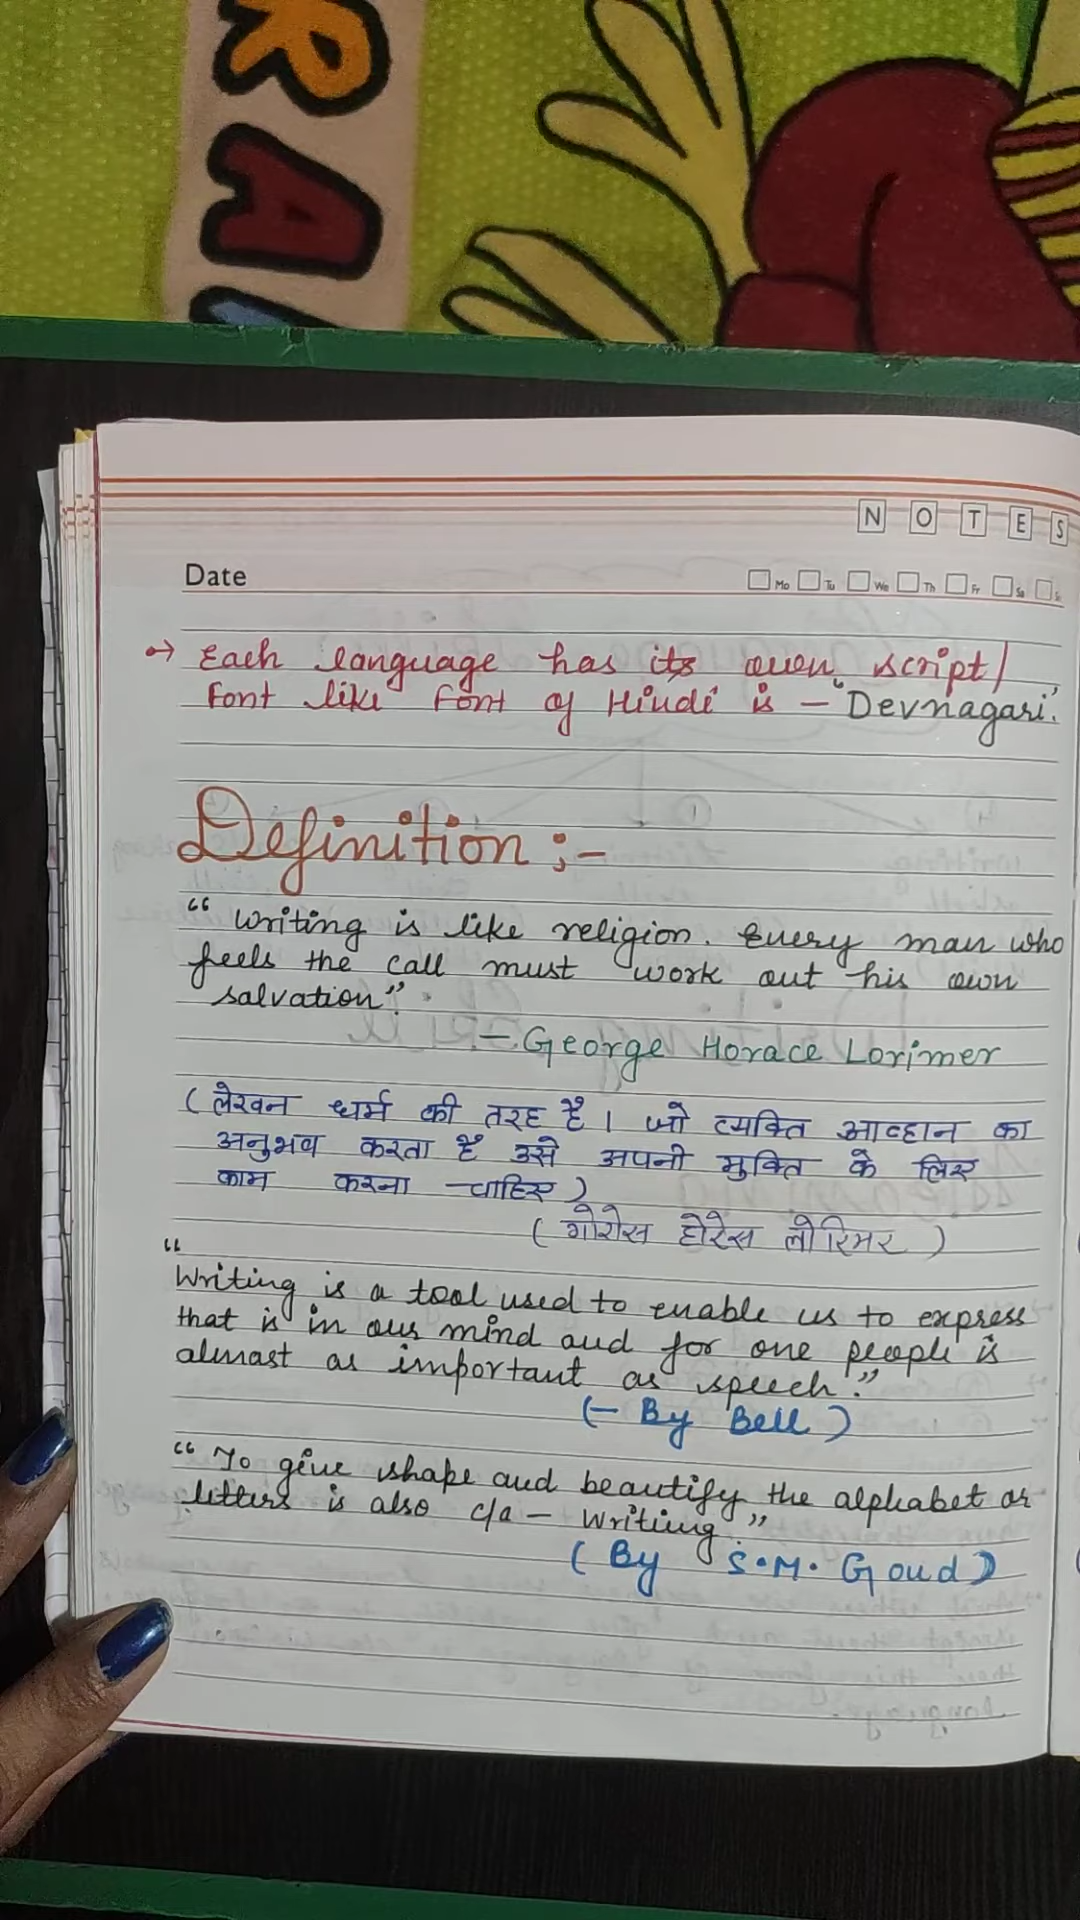 RA
NOTES
Date
Mo Tu We Th Fr Sa Su
→ Each language has its own script/
Font like Font of Hindi is - "Devnagari".
Definition :-
"Writing is like religion. Every man who
feels the call must work out his own
salvation".
- George Horace Lorimer
(लेखन धर्म की तरह है। जो व्यक्ति आव्हान का
अनुभव करता है उसे अपनी मुक्ति के लिए
काम करना चाहिए)
(गोरोस होरेस लोरिमर)
"
Writing is a tool used to enable us to express
that is in our mind and for one people is
almast as important as speech."
(- By Bell)
"To give shape and beautify the alphabet or
letters is also c/a - writiing"
(By S.M. Goud)